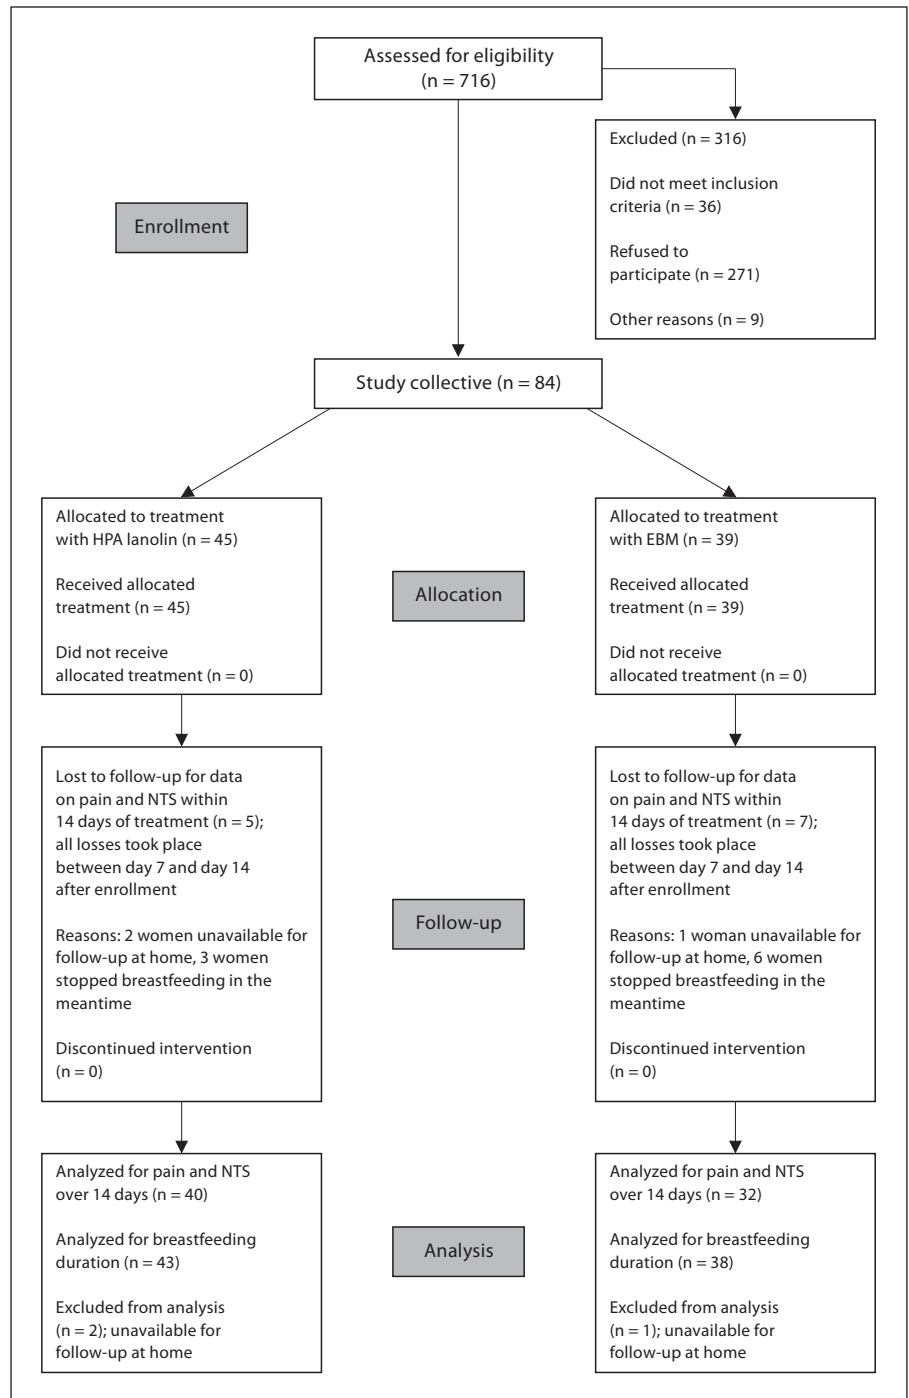 Assessed for eligibility
(n = 716)
Excluded (n = 316)
Did not meet inclusion
criteria (n = 36)
Refused to
participate (n = 271)
Other reasons (n = 9)
Enrollment
Study collective (n = 84)
Allocated to treatment
with HPA lanolin (n = 45)
Received allocated
treatment (n = 45)
Did not receive
allocated treatment (n = 0)
Allocation
Allocated to treatment
with EBM (n = 39)
Received allocated
treatment (n = 39)
Did not receive
allocated treatment (n = 0)
Lost to follow-up for data
on pain and NTS within
14 days of treatment (n = 5);
all losses took place
between day 7 and day 14
after enrollment
Reasons: 2 women unavailable for
follow-up at home, 3 women
stopped breastfeeding in the
meantime
Discontinued intervention
(n = 0)
Follow-up
Lost to follow-up for data
on pain and NTS within
14 days of treatment (n = 7);
all losses took place
between day 7 and day 14
after enrollment
Reasons: 1 woman unavailable for
follow-up at home, 6 women
stopped breastfeeding in the
meantime
Discontinued intervention
(n = 0)
Analyzed for pain and NTS
over 14 days (n = 40)
Analyzed for breastfeeding
duration (n = 43)
Excluded from analysis
(n = 2); unavailable for
follow-up at home
Analysis
Analyzed for pain and NTS
over 14 days (n = 32)
Analyzed for breastfeeding
duration (n = 38)
Excluded from analysis
(n = 1); unavailable for
follow-up at home